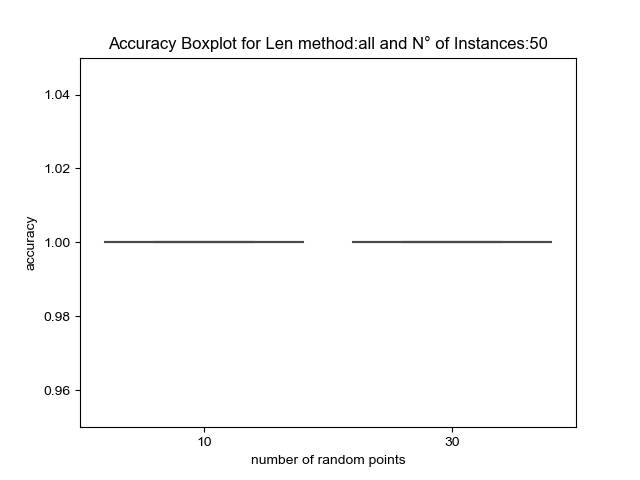 Accuracy Boxplot for Len method:all and N° of Instances:50
1.04
1.02
1.00
0.98
0.96
accuracy
10 30
number of random points